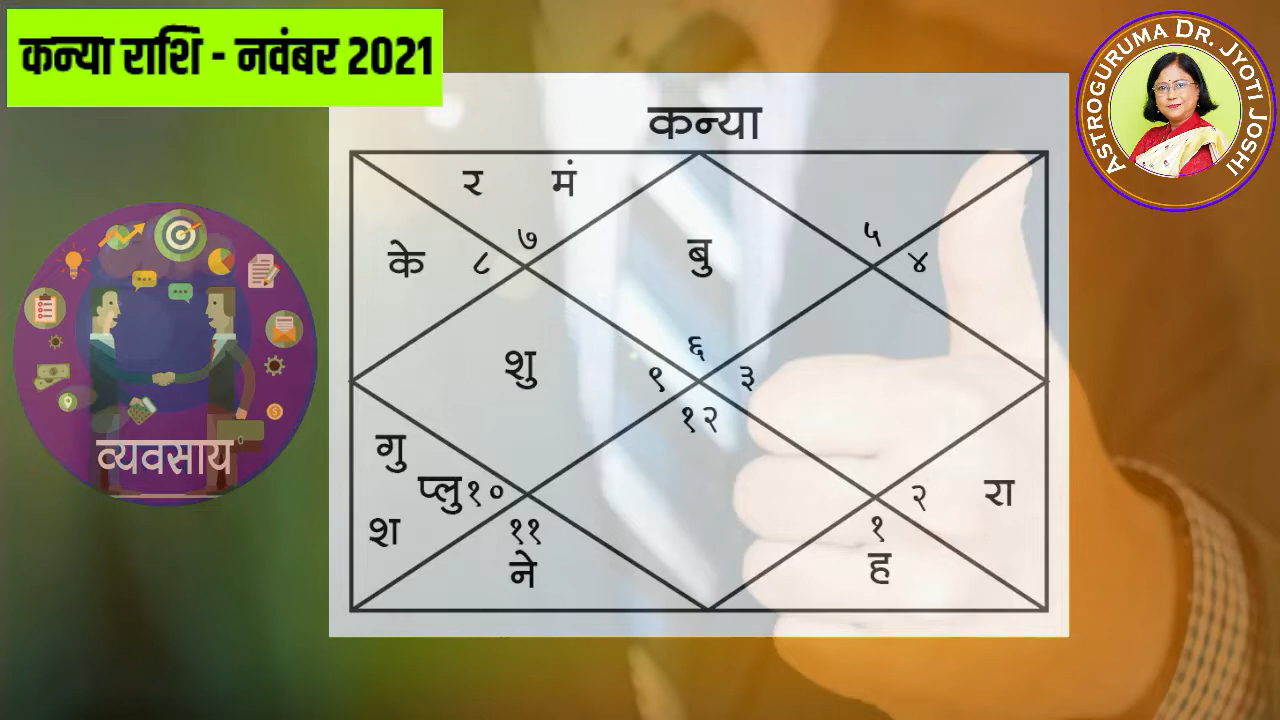 कन्या राशि - नवंबर 2021
ASTROGURUMA DR. JYOTI JOSHI
कन्या
र मं
७ ५
के ८ बु ४
६
शु ९ ३
१२
गु
प्लु १० २ रा
श ११ १
ने ह
व्यवसाय